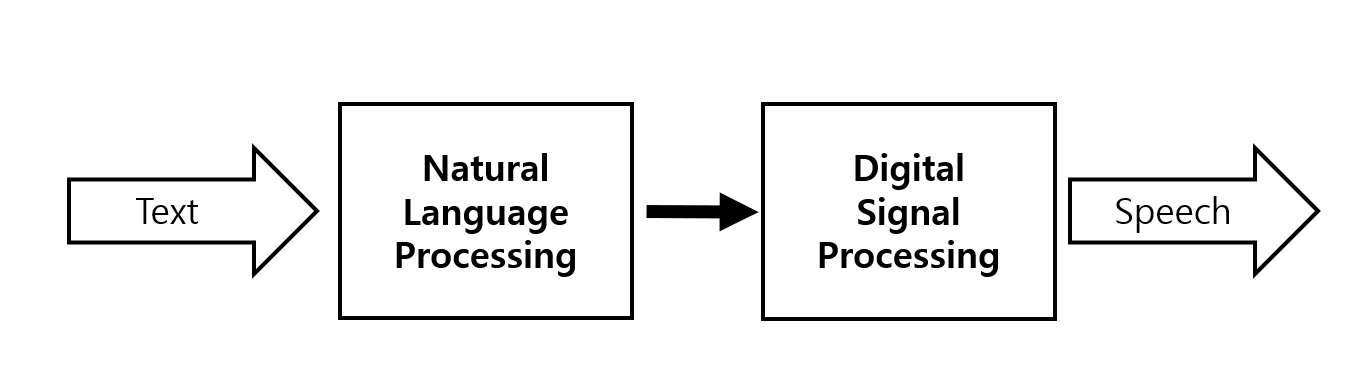 Text
Natural
Language
Processing
Digital
Signal
Processing
Speech